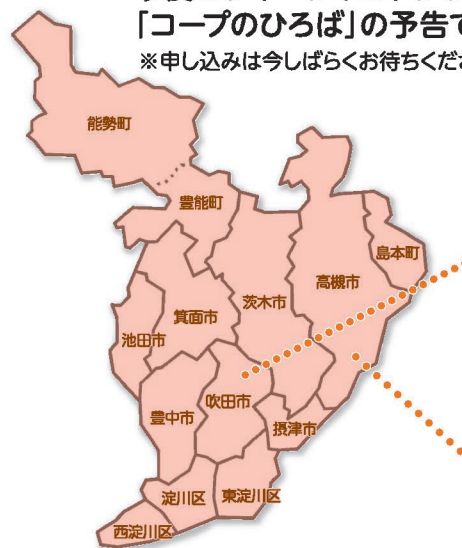 「コープのひろば」の予告で
※申し込みは今しばらくお待ちくださ
能勢町
豊能町
島本町
高槻市
茨木市
箕面市
池田市
吹田市
豊中市
摂津市
淀川区
東淀川区
西淀川区